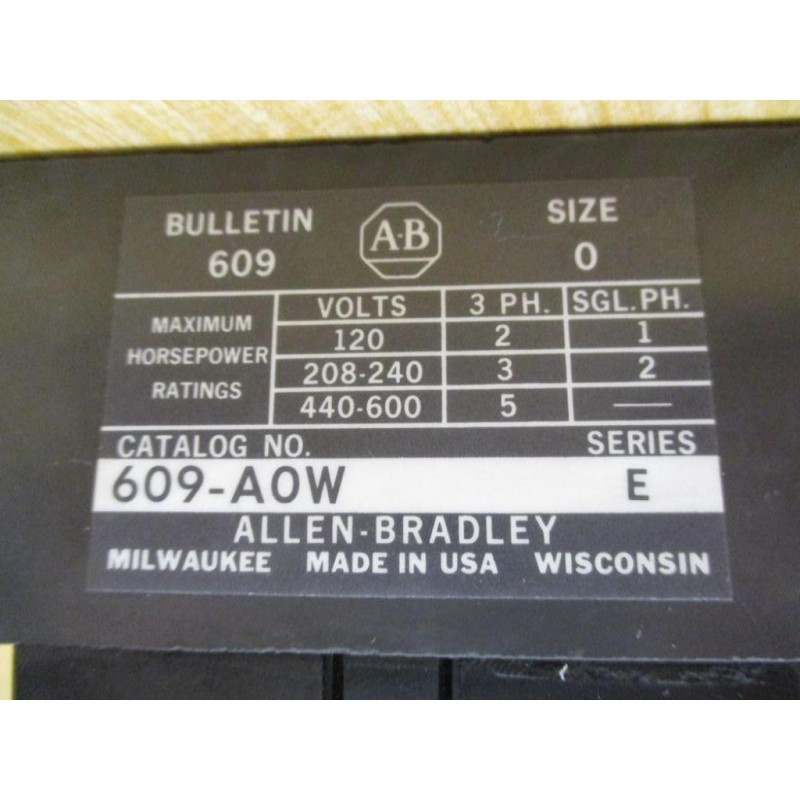 BULLETIN A-B SIZE
609 0
VOLTS 3 PH. SGL.PH.
MAXIMUM HORSEPOWER RATINGS
120 2 1
208-240 3 2
440-600 5 —
CATALOG NO. SERIES
609-AOW E
ALLEN-BRADLEY
MILWAUKEE MADE IN USA WISCONSIN